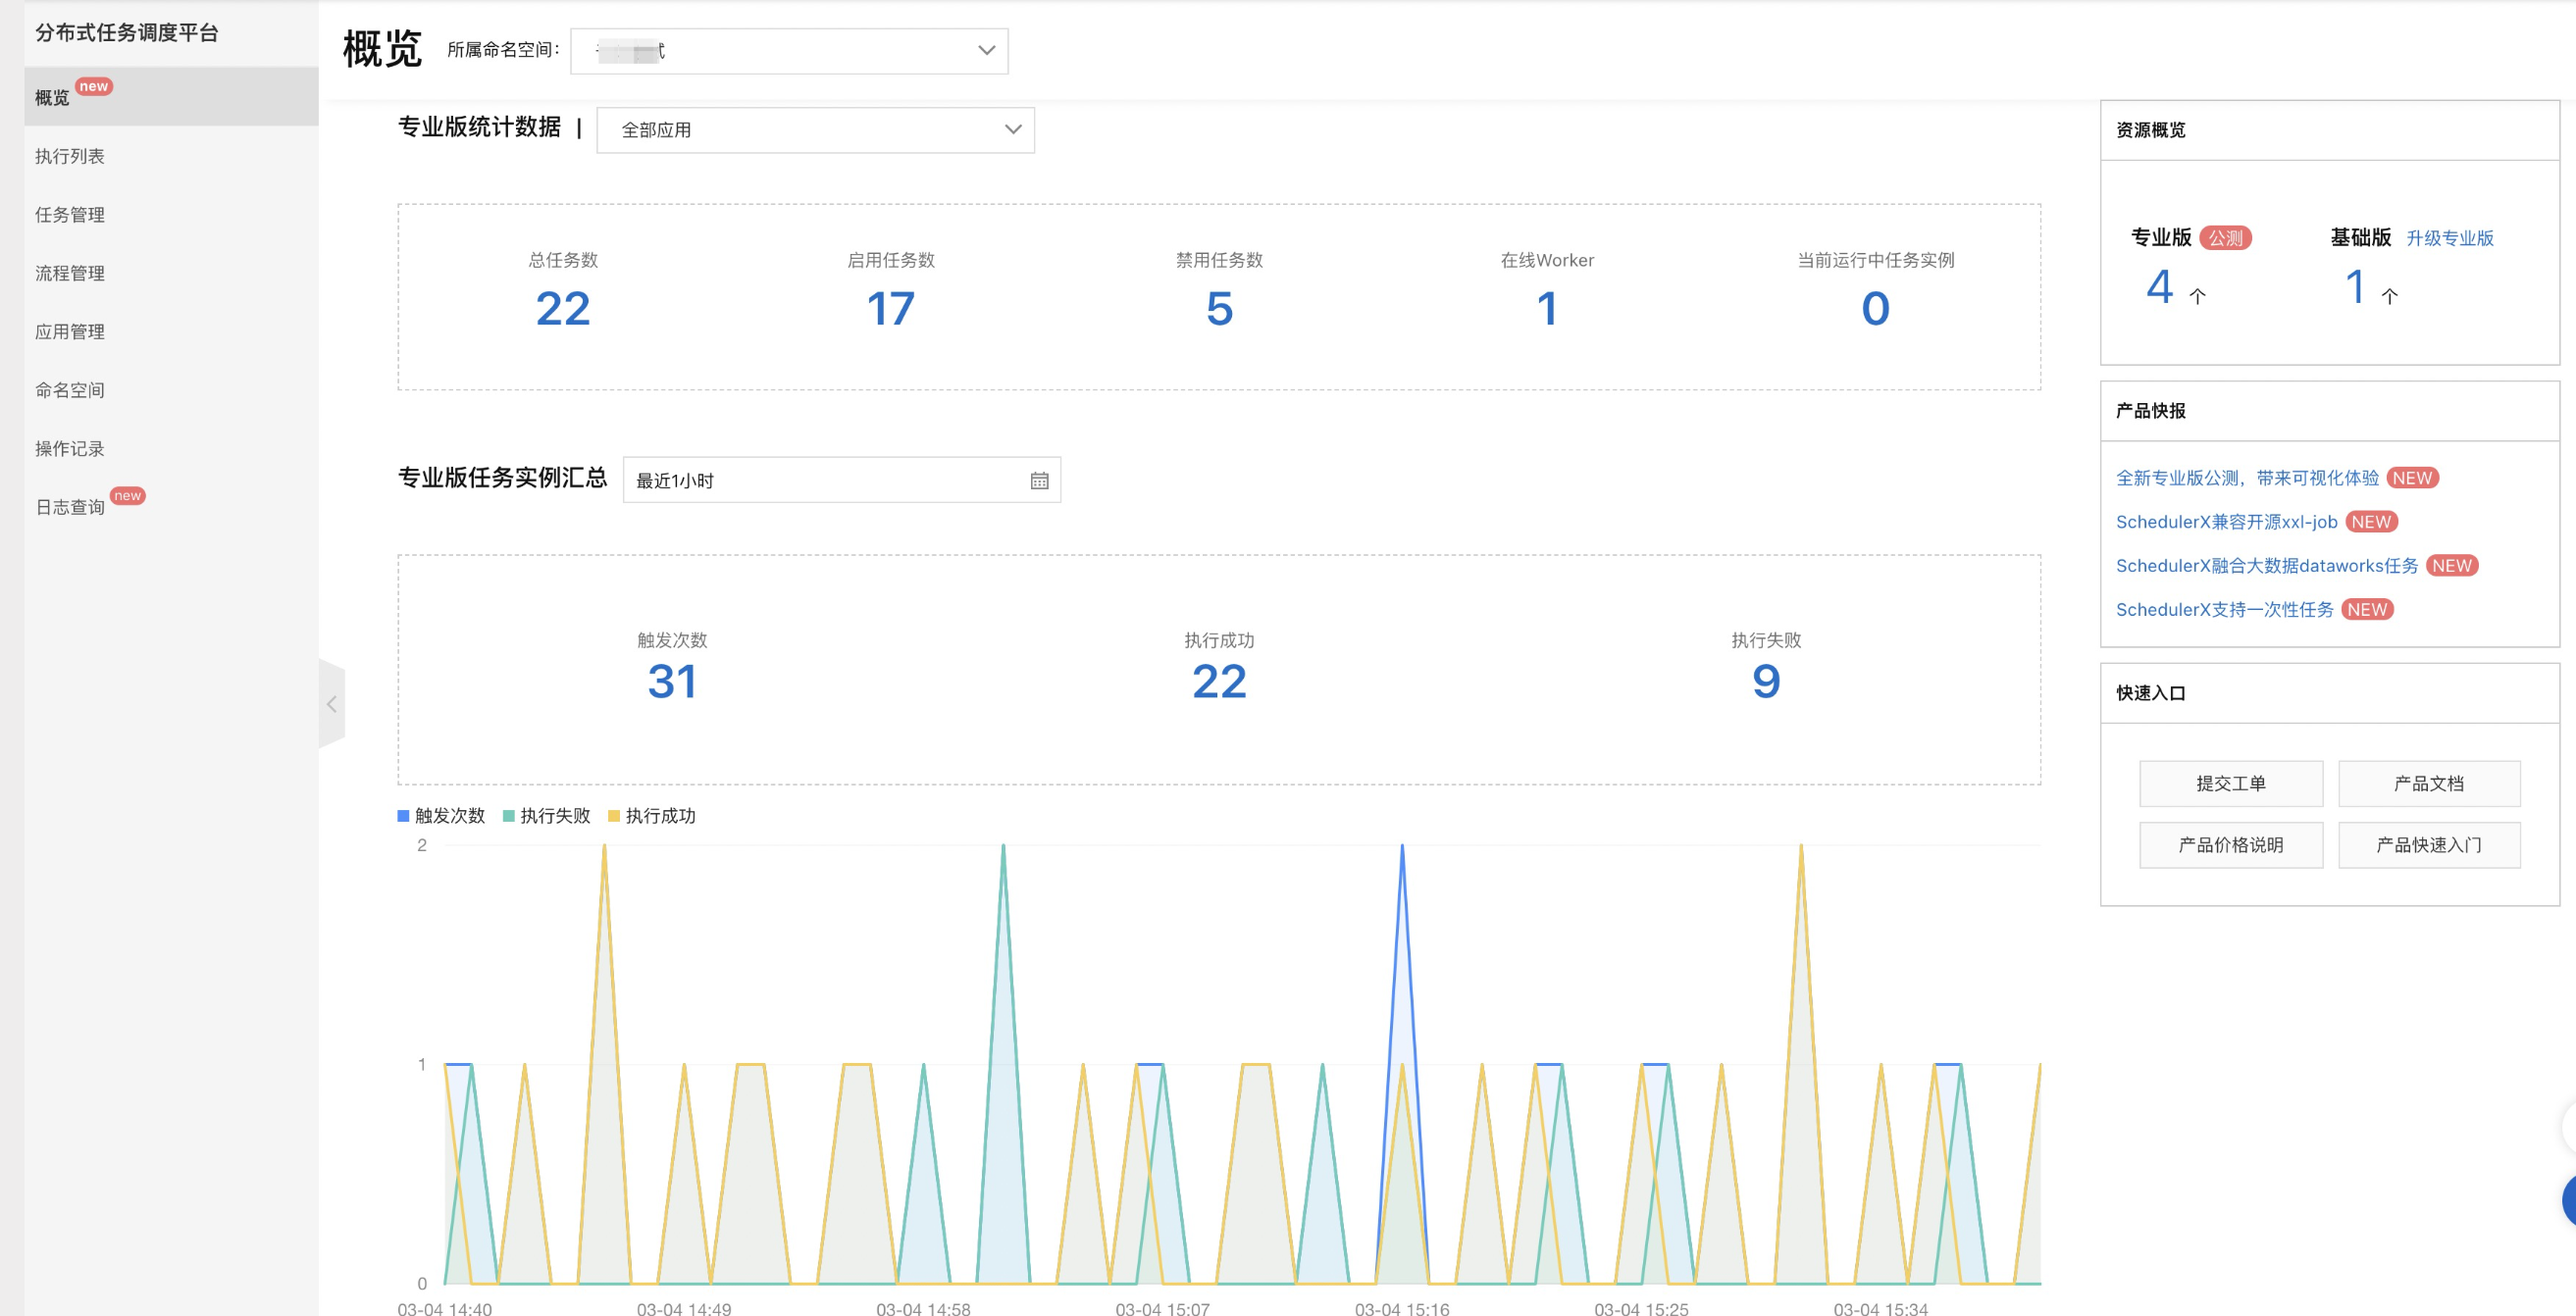 分布式任务调度平台
概览 new
执行列表
任务管理
流程管理
应用管理
命名空间
操作记录
日志查询 new
概览 所属命名空间：
专业版统计数据 | 全部应用
总任务数 启用任务数 禁用任务数 在线Worker 当前运行中任务实例
22 17 5 1 0
专业版任务实例汇总 最近1小时
触发次数 执行成功 执行失败
31 22 9
触发次数 执行失败 执行成功
2
1
0
03-04 14:40 03-04 14:49 03-04 14:58 03-04 15:07 03-04 15:16 03-04 15:25 03-04 15:34
资源概览
专业版 公测 基础版 升级专业版
4 个 1 个
产品快报
全新专业版公测，带来可视化体验 NEW
SchedulerX兼容开源xxl-job NEW
SchedulerX融合大数据dataworks任务 NEW
SchedulerX支持一次性任务 NEW
快速入口
提交工单 产品文档
产品价格说明 产品快速入门